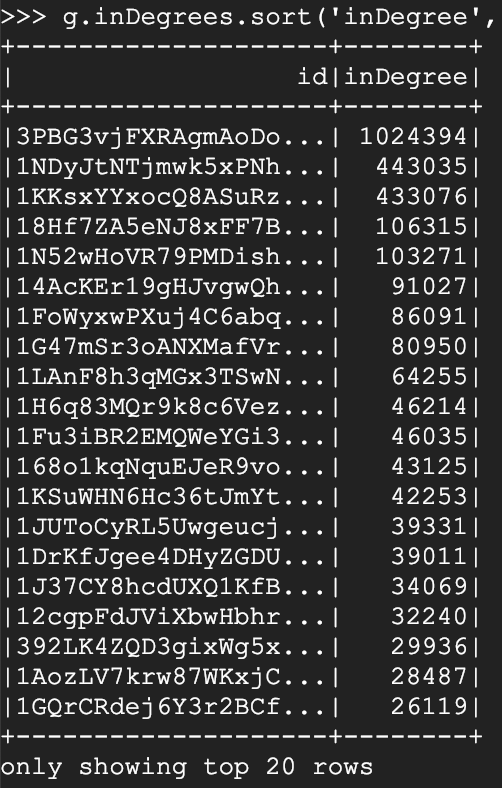 >>> g.inDegrees.sort('inDegree',
+--------------------+--------+
|                  id|inDegree|
+--------------------+--------+
|3PBG3vjFXRAgmAoDo...| 1024394|
|1NDyJtNTjmwk5xPNh...|  443035|
|1KKsxYYxocQ8ASuRz...|  433076|
|18Hf7ZA5eNJ8xFF7B...|  106315|
|1N52wHoVR79PMDish...|  103271|
|14AcKEr19gHJvgwQh...|   91027|
|1FoWyxwPXuj4C6abq...|   86091|
|1G47mSr3oANXMafVr...|   80950|
|1LAnF8h3qMGx3TSwN...|   64255|
|1H6q83MQr9k8c6Vez...|   46214|
|1Fu3iBR2EMQWeYGi3...|   46035|
|168o1kqNquEJeR9vo...|   43125|
|1KSuWHN6Hc36tJmYt...|   42253|
|1JUToCyRL5Uwgeucj...|   39331|
|1DrKfJgee4DHyZGDU...|   39011|
|1J37CY8hcdUXQ1KfB...|   34069|
|12cgpFdJViXbwHbhr...|   32240|
|392LK4ZQD3gixWg5x...|   29936|
|1AozLV7krw87WKxjC...|   28487|
|1GQrCRdej6Y3r2BCf...|   26119|
+--------------------+--------+
only showing top 20 rows